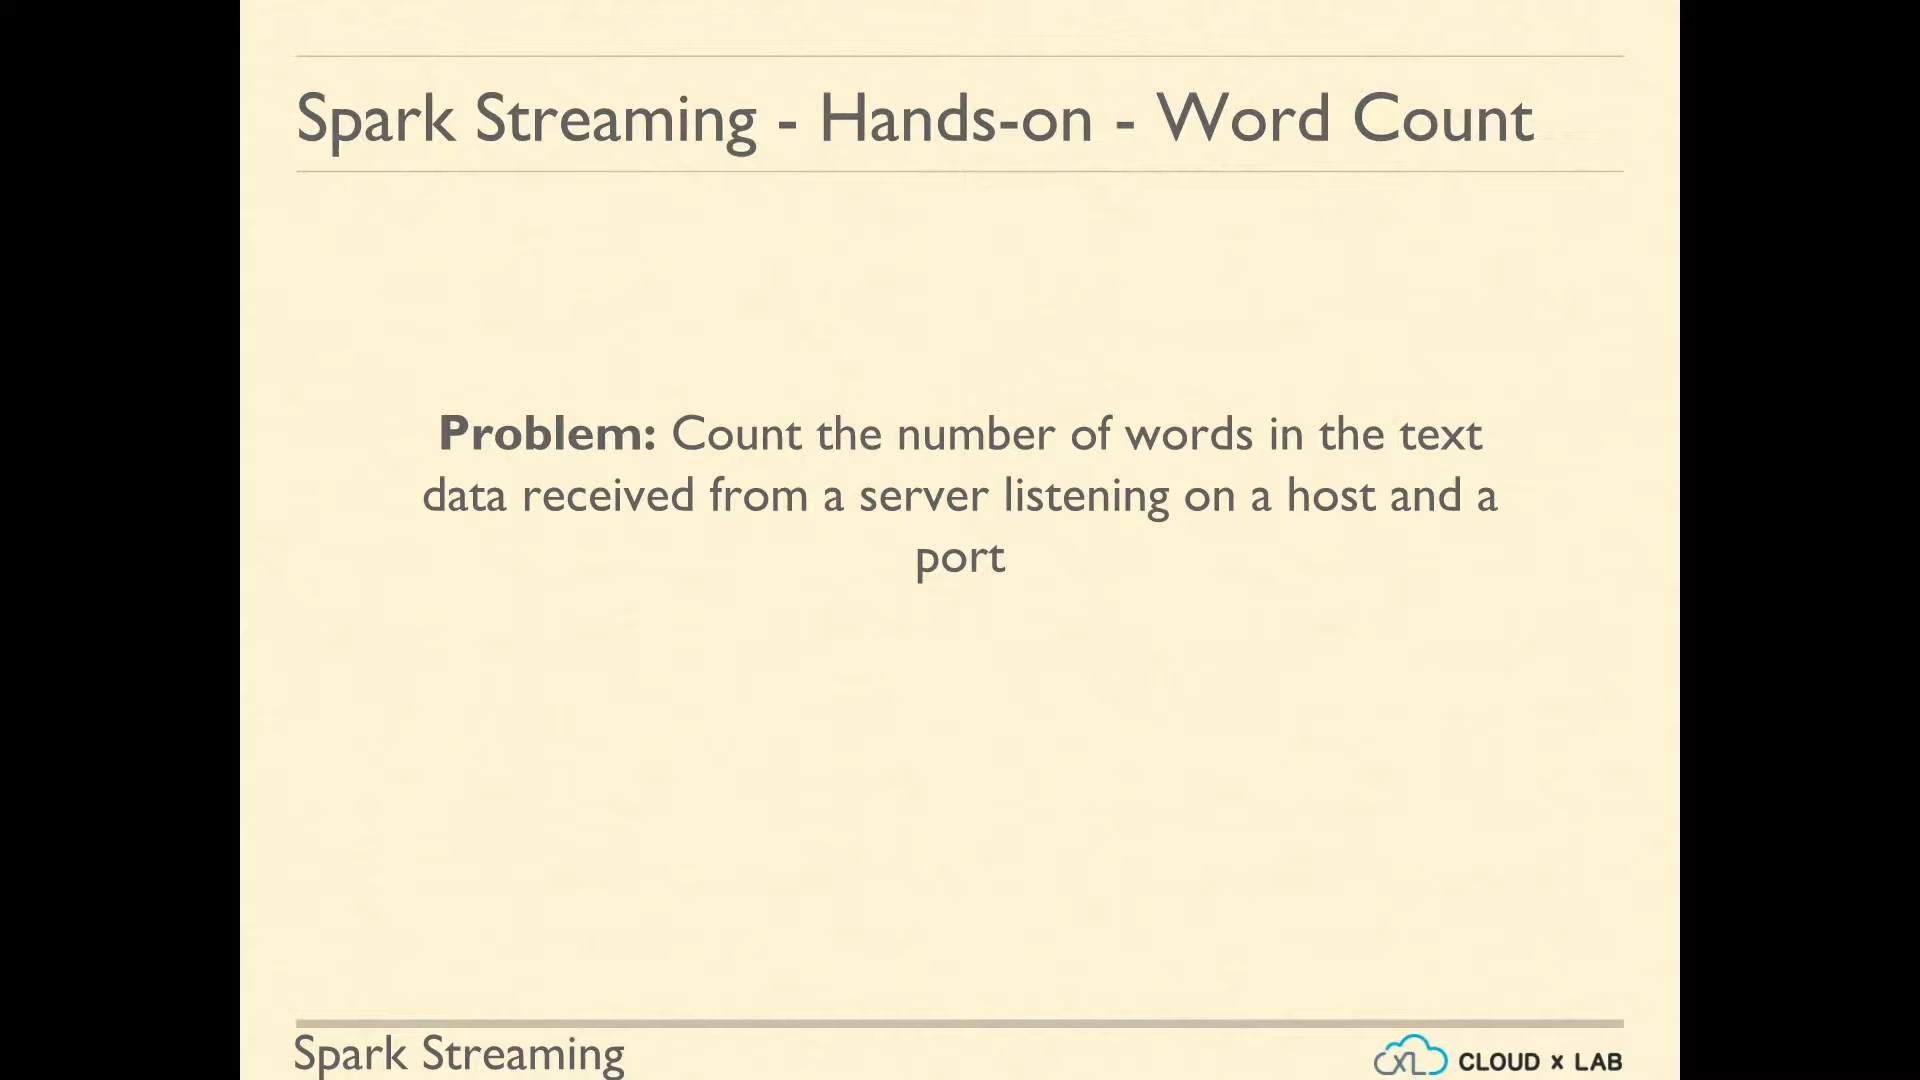 Spark Streaming - Hands-on - Word Count
Problem: Count the number of words in the text
data received from a server listening on a host and a
port
Spark Streaming
XL CLOUD x LAB